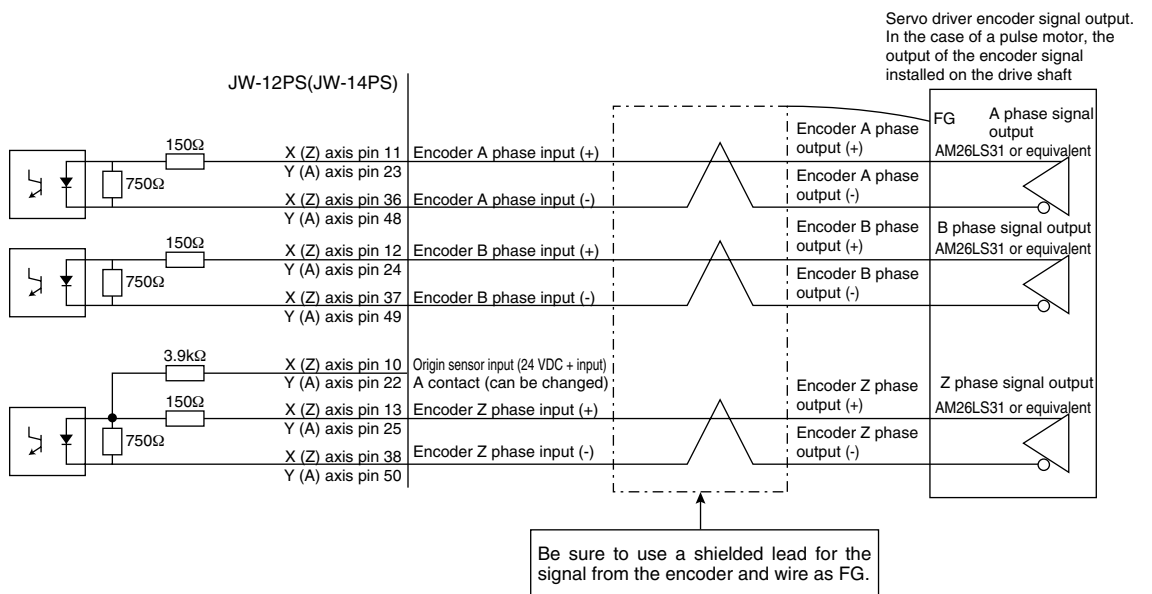 Servo driver encoder signal output.
In the case of a pulse motor, the
output of the encoder signal
installed on the drive shaft
JW-12PS(JW-14PS)
FG
A phase signal
output
AM26LS31 or equivalent
150Ω
750Ω
X (Z) axis pin 11
Y (A) axis pin 23
Encoder A phase input (+)
Encoder A phase
output (+)
X (Z) axis pin 36
Y (A) axis pin 48
Encoder A phase input (-)
Encoder A phase
output (-)
150Ω
750Ω
X (Z) axis pin 12
Y (A) axis pin 24
Encoder B phase input (+)
Encoder B phase
output (+)
B phase signal output
AM26LS31 or equivalent
X (Z) axis pin 37
Y (A) axis pin 49
Encoder B phase input (-)
Encoder B phase
output (-)
3.9kΩ
X (Z) axis pin 10
Y (A) axis pin 22
Origin sensor input (24 VDC + input)
A contact (can be changed)
150Ω
750Ω
X (Z) axis pin 13
Y (A) axis pin 25
Encoder Z phase input (+)
Encoder Z phase
output (+)
Z phase signal output
AM26LS31 or equivalent
X (Z) axis pin 38
Y (A) axis pin 50
Encoder Z phase input (-)
Encoder Z phase
output (-)
Be sure to use a shielded lead for the
signal from the encoder and wire as FG.